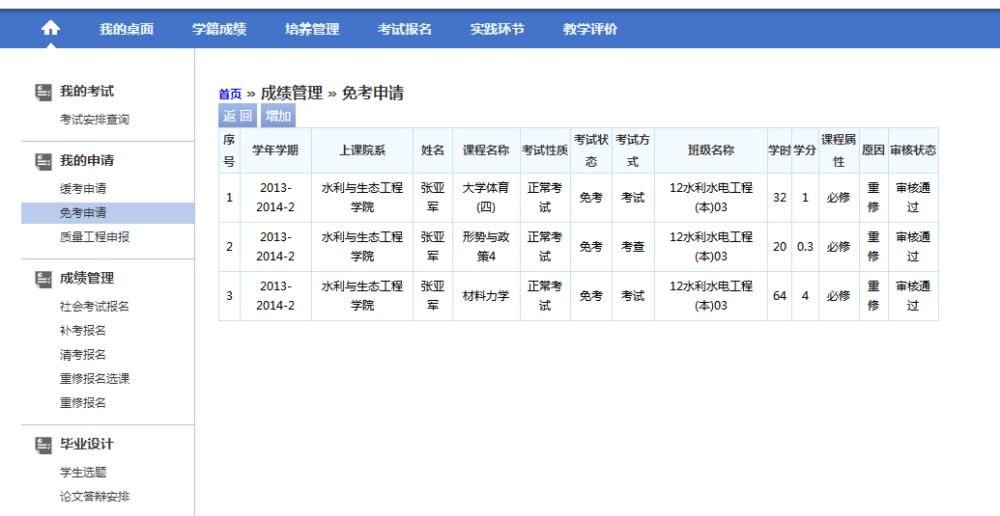 我的桌面 学籍成绩 培养管理 考试报名 实践环节 教学评价
我的考试
考试安排查询
我的申请
缓考申请
免考申请
质量工程申报
成绩管理
社会考试报名
补考报名
清考报名
重修报名选课
重修报名
毕业设计
学生选题
论文答辩安排
首页 » 成绩管理 » 免考申请
返 回 增加
序号 学年学期 上课院系 姓名 课程名称 考试性质 考试状态 考试方式 班级名称 学时 学分 课程属性 原因 审核状态
1 2013-2014-2 水利与生态工程学院 张亚军 大学体育(四) 正常考试 免考 考试 12水利水电工程(本)03 32 1 必修 重修 审核通过
2 2013-2014-2 水利与生态工程学院 张亚军 形势与政策4 正常考试 免考 考查 12水利水电工程(本)03 20 0.3 必修 重修 审核通过
3 2013-2014-2 水利与生态工程学院 张亚军 材料力学 正常考试 免考 考试 12水利水电工程(本)03 64 4 必修 重修 审核通过